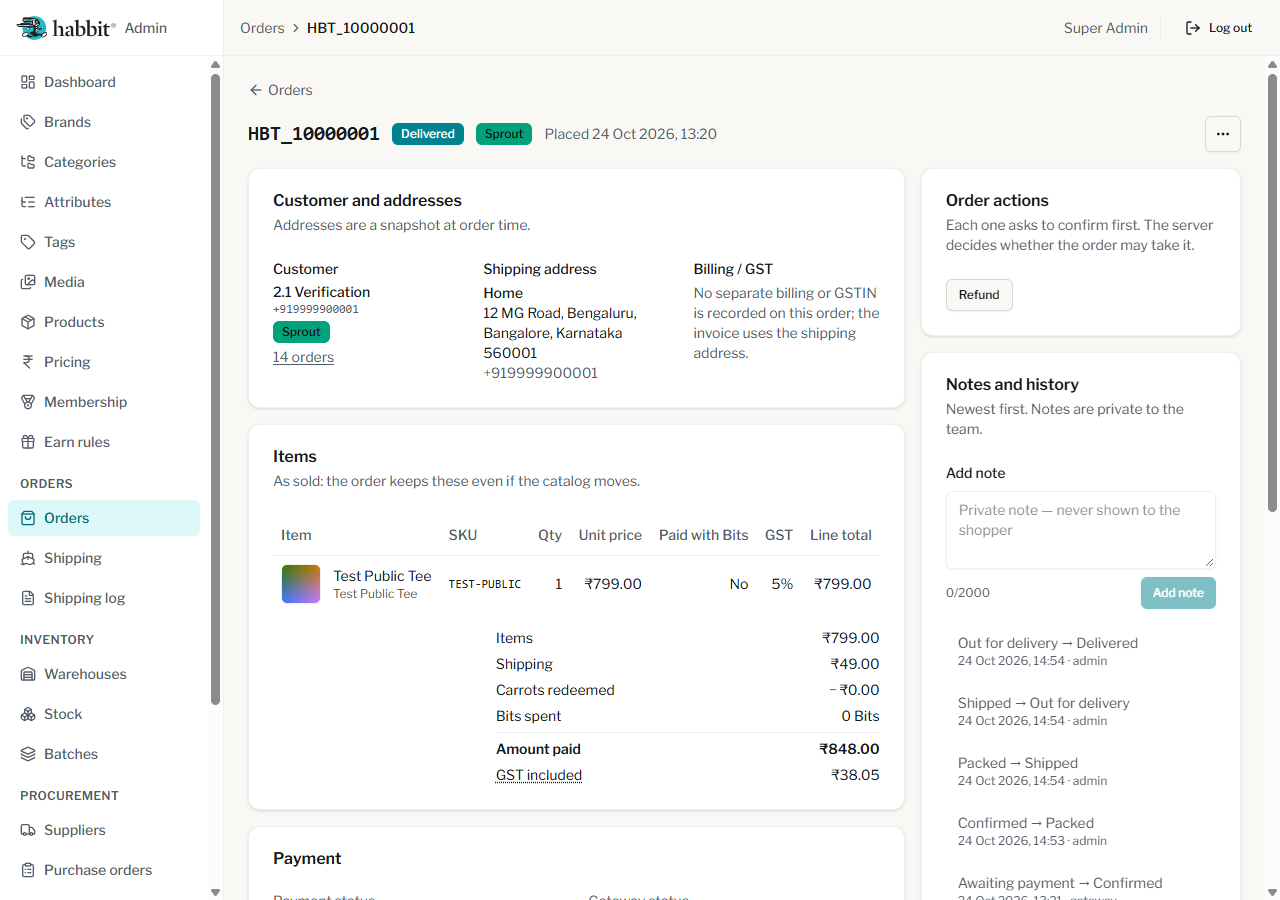 habbit® Admin
Orders > HBT_10000001
Super Admin
Log out
Dashboard
Brands
Categories
Attributes
Tags
Media
Products
Pricing
Membership
Earn rules
ORDERS
Orders
Shipping
Shipping log
INVENTORY
Warehouses
Stock
Batches
PROCUREMENT
Suppliers
Purchase orders
← Orders
HBT_10000001 Delivered Sprout Placed 24 Oct 2026, 13:20
Customer and addresses
Addresses are a snapshot at order time.
Customer
2.1 Verification
+919999900001
Sprout
14 orders
Shipping address
Home
12 MG Road, Bengaluru,
Bangalore, Karnataka
560001
+919999900001
Billing / GST
No separate billing or GSTIN
is recorded on this order; the
invoice uses the shipping
address.
Items
As sold: the order keeps these even if the catalog moves.
Item SKU Qty Unit price Paid with Bits GST Line total
Test Public Tee TEST-PUBLIC 1 ₹799.00 No 5% ₹799.00
Test Public Tee
Items ₹799.00
Shipping ₹49.00
Carrots redeemed − ₹0.00
Bits spent 0 Bits
Amount paid ₹848.00
GST included ₹38.05
Payment
Payment status Gateway status
Order actions
Each one asks to confirm first. The server
decides whether the order may take it.
Refund
Notes and history
Newest first. Notes are private to the
team.
Add note
Private note — never shown to the
shopper
0/2000
Add note
Out for delivery → Delivered
24 Oct 2026, 14:54 · admin
Shipped → Out for delivery
24 Oct 2026, 14:54 · admin
Packed → Shipped
24 Oct 2026, 14:54 · admin
Confirmed → Packed
24 Oct 2026, 14:53 · admin
Awaiting payment → Confirmed
24 Oct 2026, 13:21 · gateway